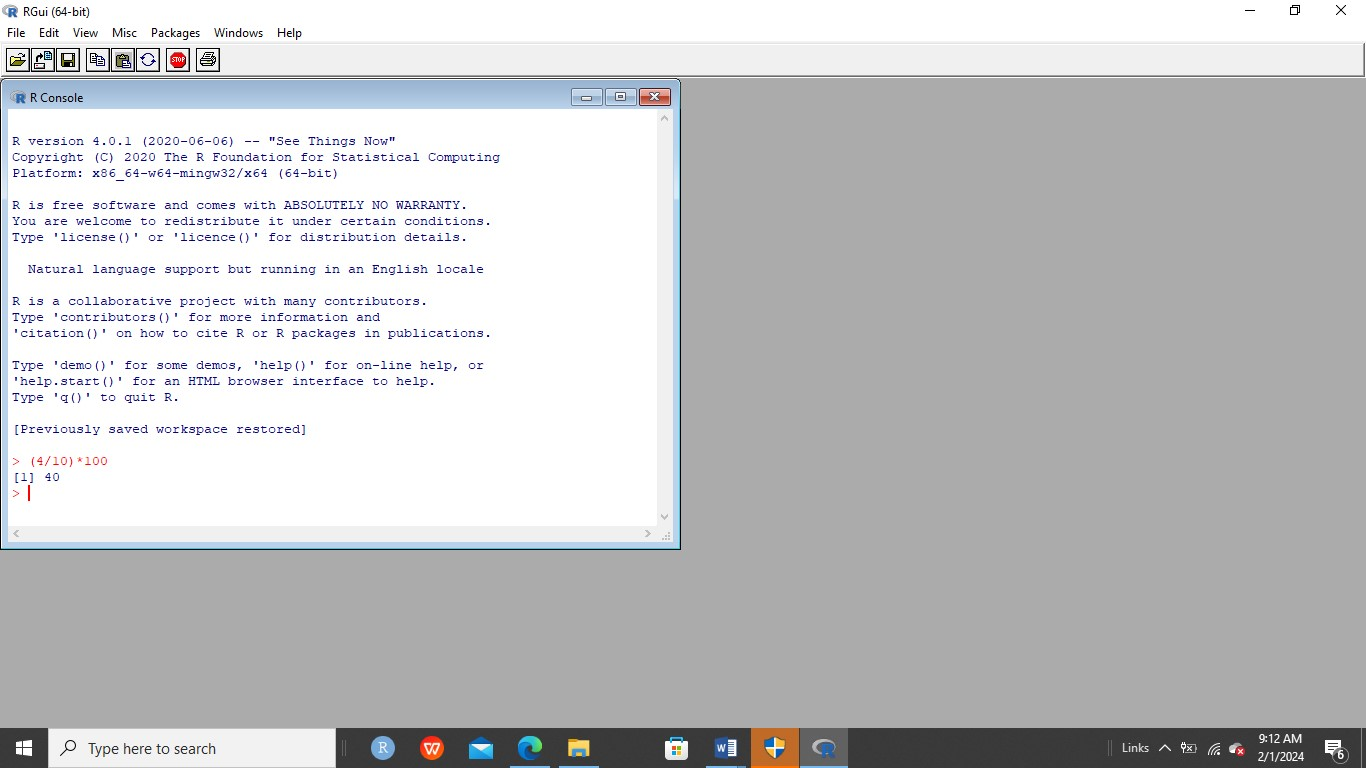 RGui (64-bit)
File Edit View Misc Packages Windows Help
STOP
R Console
R version 4.0.1 (2020-06-06) -- "See Things Now"
Copyright (C) 2020 The R Foundation for Statistical Computing
Platform: x86_64-w64-mingw32/x64 (64-bit)
R is free software and comes with ABSOLUTELY NO WARRANTY.
You are welcome to redistribute it under certain conditions.
Type 'license()' or 'licence()' for distribution details.
Natural language support but running in an English locale
R is a collaborative project with many contributors.
Type 'contributors()' for more information and
'citation()' on how to cite R or R packages in publications.
Type 'demo()' for some demos, 'help()' for on-line help, or
'help.start()' for an HTML browser interface to help.
Type 'q()' to quit R.
[Previously saved workspace restored]
> (4/10)*100
[1] 40
>
Type here to search
R
W
W
R
Links
9:12 AM
2/1/2024
6